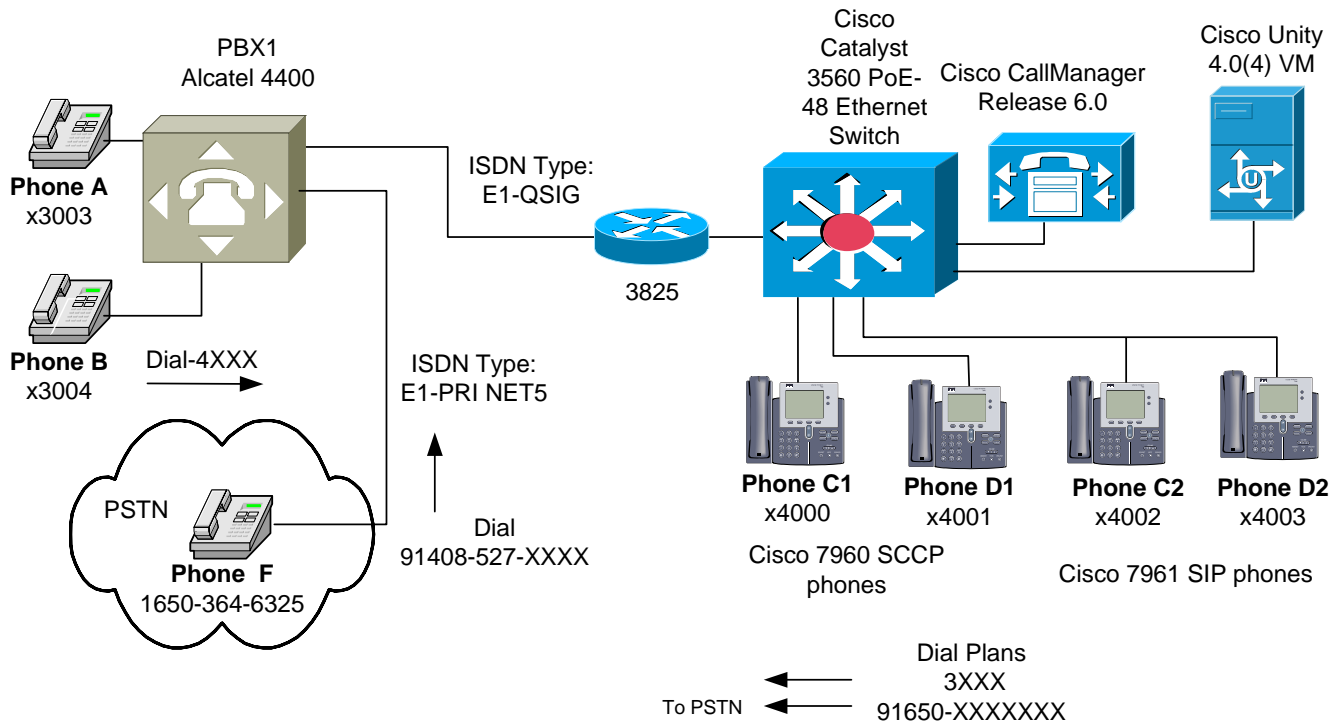 PBX1
Alcatel 4400
Cisco
Catalyst
3560 PoE-
48 Ethernet
Switch
Cisco CallManager
Release 6.0
Cisco Unity
4.0(4) VM
Phone A
x3003
ISDN Type:
E1-QSIG
3825
U
Phone B
x3004
Dial-4XXX
ISDN Type:
E1-PRI NET5
PSTN
Phone F
1650-364-6325
Dial
91408-527-XXXX
Phone C1
x4000
Phone D1
x4001
Phone C2
x4002
Phone D2
x4003
Cisco 7960 SCCP
phones
Cisco 7961 SIP phones
Dial Plans
3XXX
To PSTN
91650-XXXXXXX